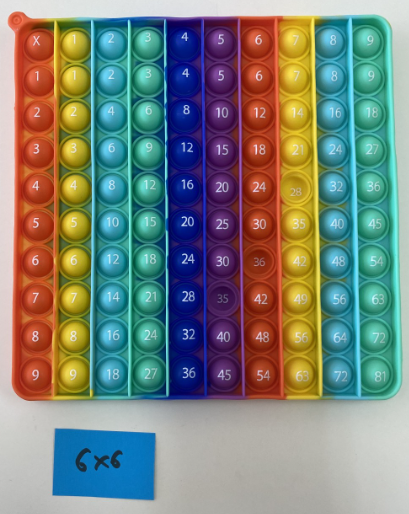 X 1 2 3 4 5 6 7 8 9
1 1 2 3 4 5 6 7 8 9
2 2 4 6 8 10 12 14 16 18
3 3 6 9 12 15 18 21 24 27
4 4 8 12 16 20 24 28 32 36
5 5 10 15 20 25 30 35 40 45
6 6 12 18 24 30 36 42 48 54
7 7 14 21 28 35 42 49 56 63
8 8 16 24 32 40 48 56 64 72
9 9 18 27 36 45 54 63 72 81
6x6